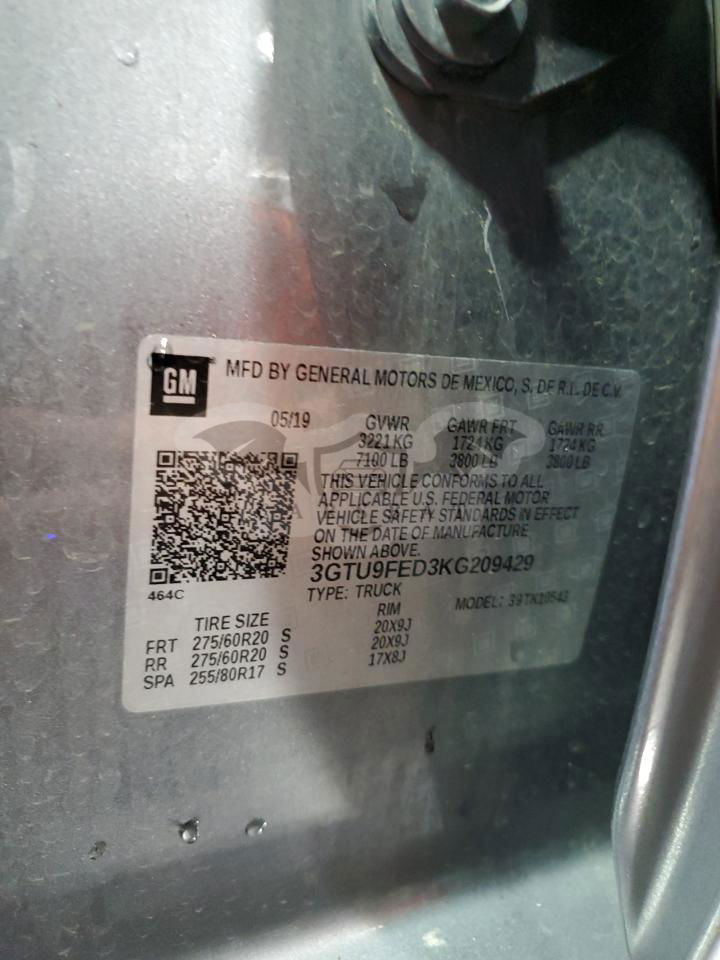 GM
MFD BY GENERAL MOTORS DE MEXICO, S. DE R.L. DE C.V.
05/19 GVWR GAWR FRT GAWR RR
3221 KG 1724 KG 1724 KG
7100 LB 3800 LB 3800 LB
THIS VEHICLE CONFORMS TO ALL
APPLICABLE U.S. FEDERAL MOTOR
VEHICLE SAFETY STANDARDS IN EFFECT
ON THE DATE OF MANUFACTURE
SHOWN ABOVE.
464C
3GTU9FED3KG209429
TYPE: TRUCK MODEL:
TIRE SIZE RIM
FRT 275/60R20 S 20X9J
RR 275/60R20 S 20X9J
SPA 255/80R17 S 17X8J